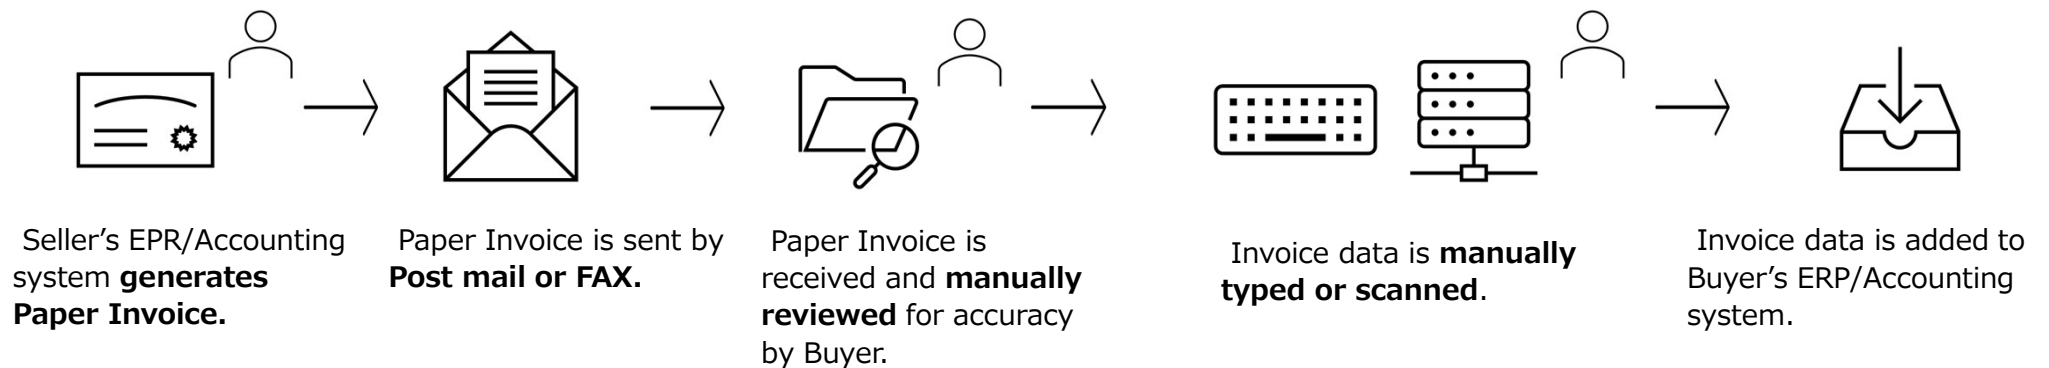 Seller’s EPR/Accounting
system generates
Paper Invoice.
Paper Invoice is sent by
Post mail or FAX.
Paper Invoice is
received and manually
reviewed for accuracy
by Buyer.
Invoice data is manually
typed or scanned.
Invoice data is added to
Buyer’s ERP/Accounting
system.